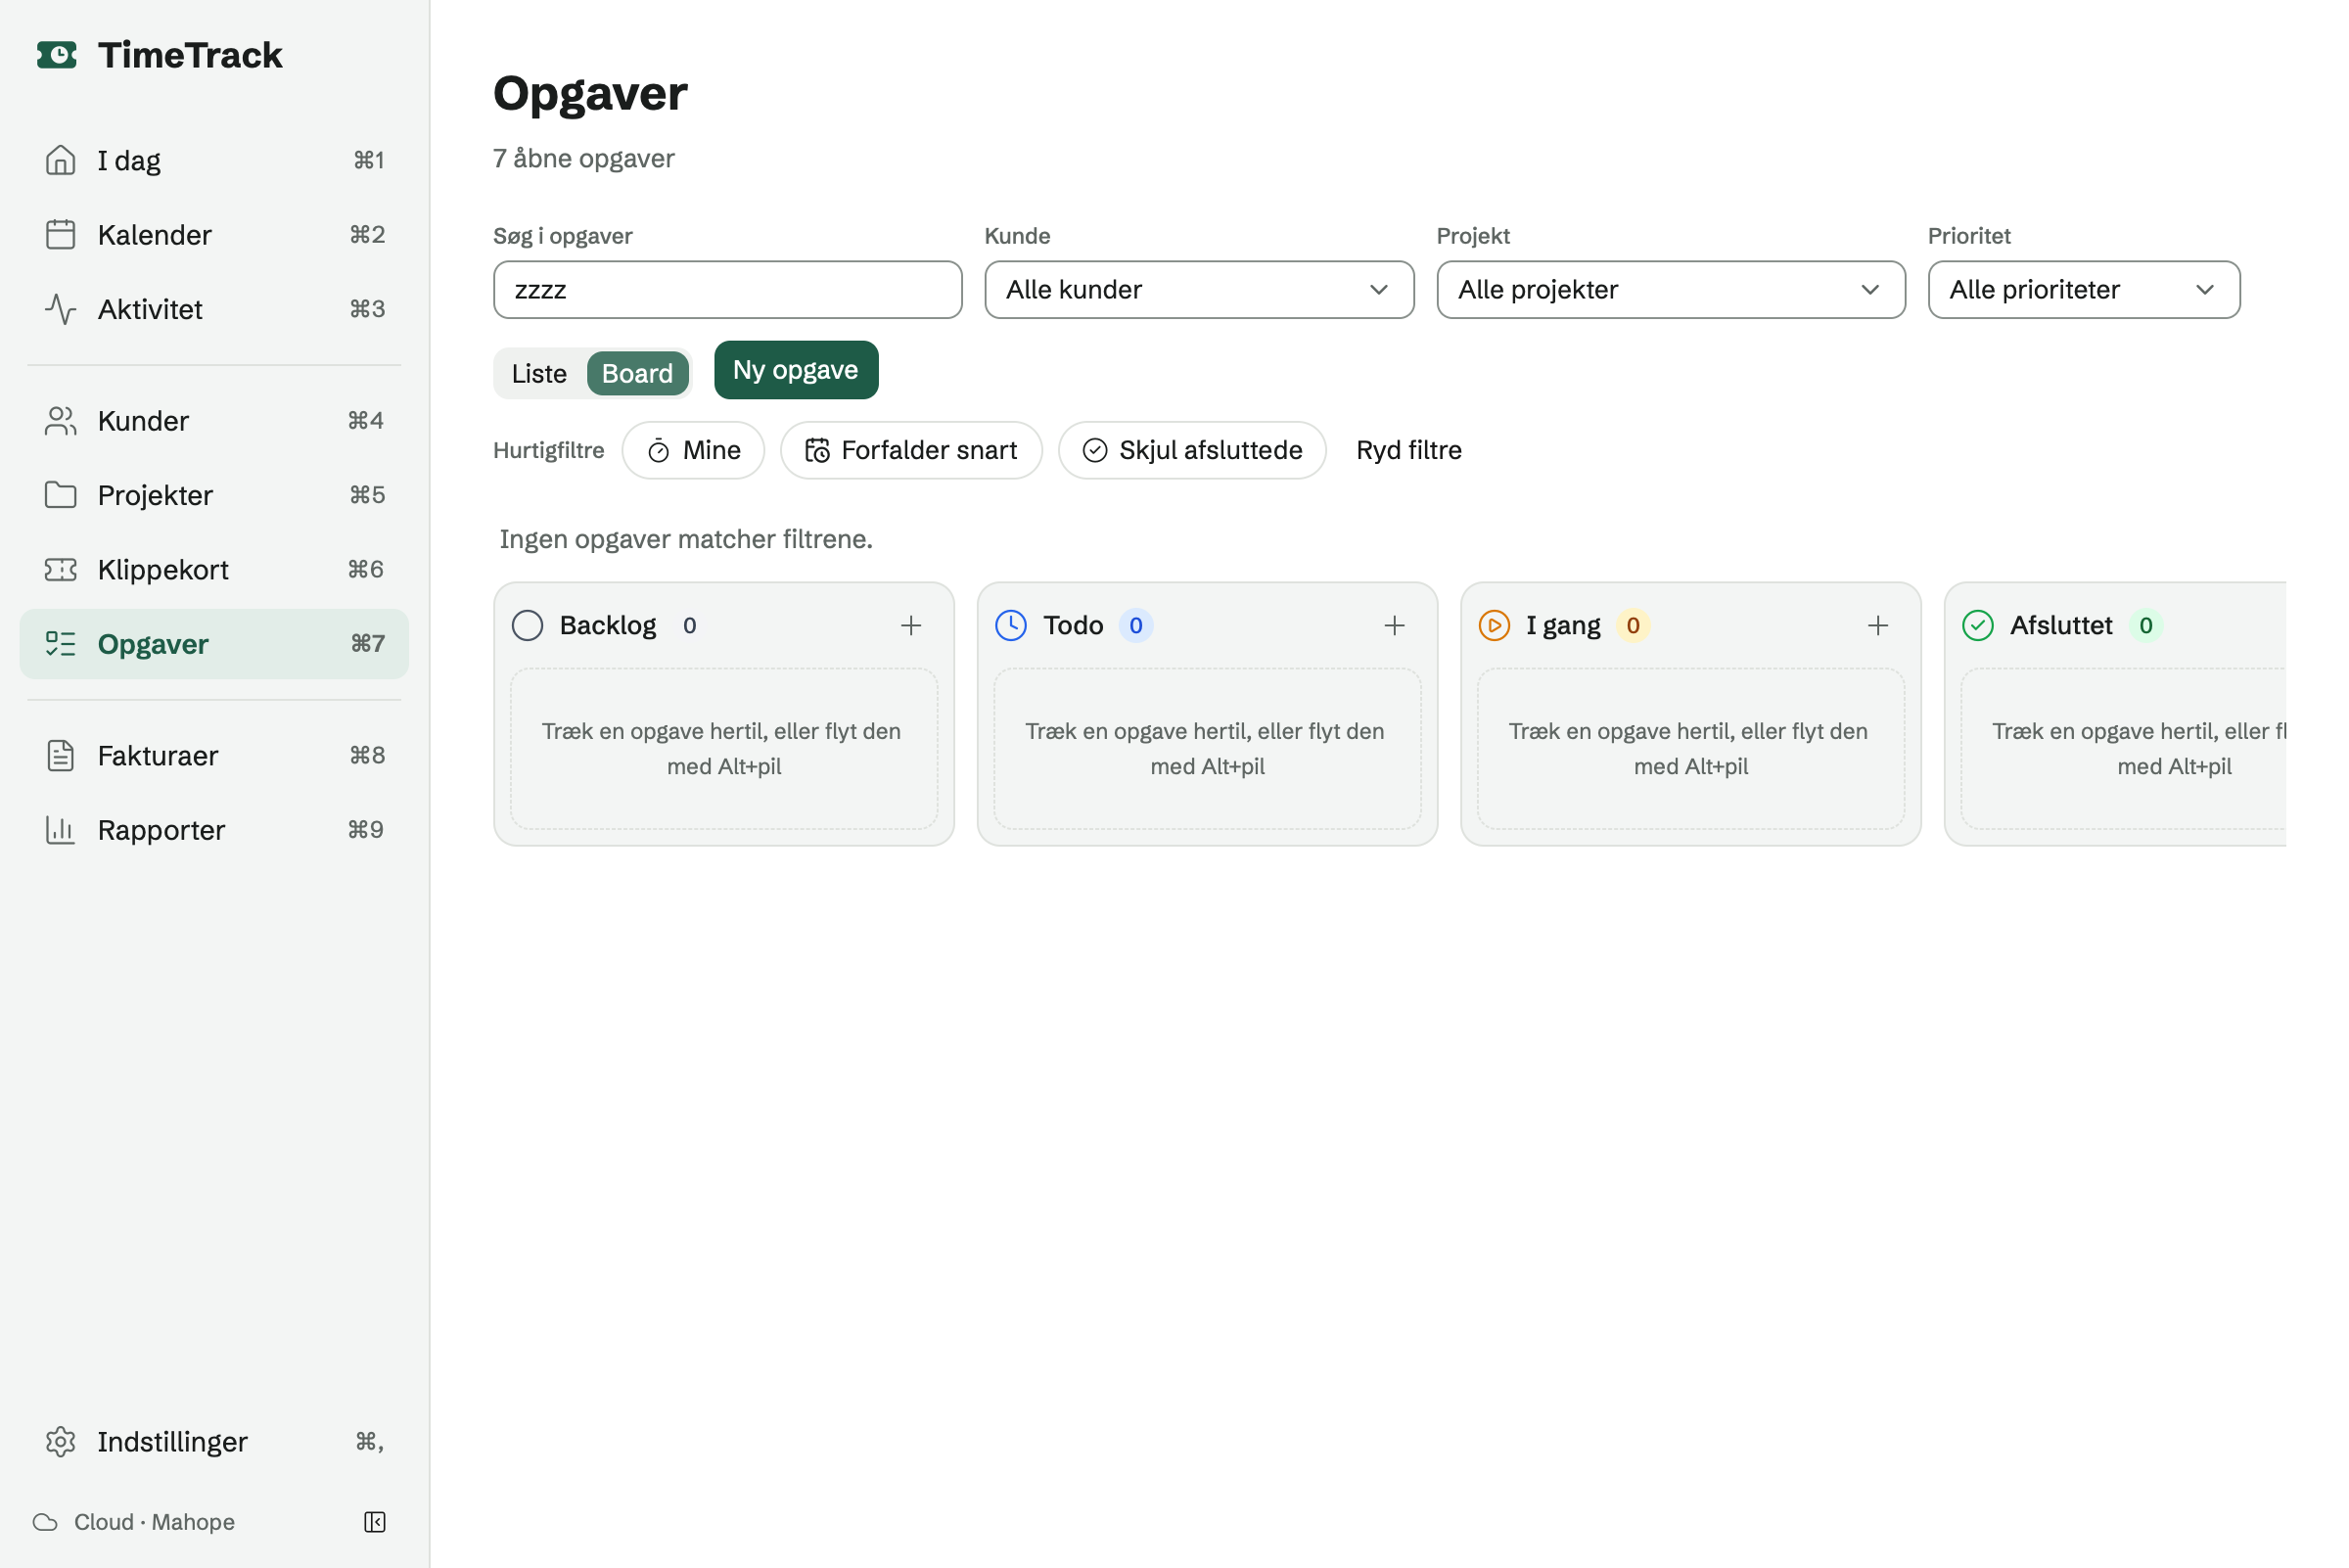 TimeTrack
I dag ⌘1
Kalender ⌘2
Aktivitet ⌘3
Kunder ⌘4
Projekter ⌘5
Klippekort ⌘6
Opgaver ⌘7
Fakturaer ⌘8
Rapporter ⌘9
Indstillinger ⌘,
Cloud · Mahope
Opgaver
7 åbne opgaver
Søg i opgaver Kunde Projekt Prioritet
zzzz Alle kunder Alle projekter Alle prioriteter
Liste Board Ny opgave
Hurtigfiltre Mine Forfalder snart Skjul afsluttede Ryd filtre
Ingen opgaver matcher filtrene.
Backlog 0
Træk en opgave hertil, eller flyt den
med Alt+pil
Todo 0
Træk en opgave hertil, eller flyt den
med Alt+pil
I gang 0
Træk en opgave hertil, eller flyt den
med Alt+pil
Afsluttet 0
Træk en opgave hertil, eller
med Alt+pil